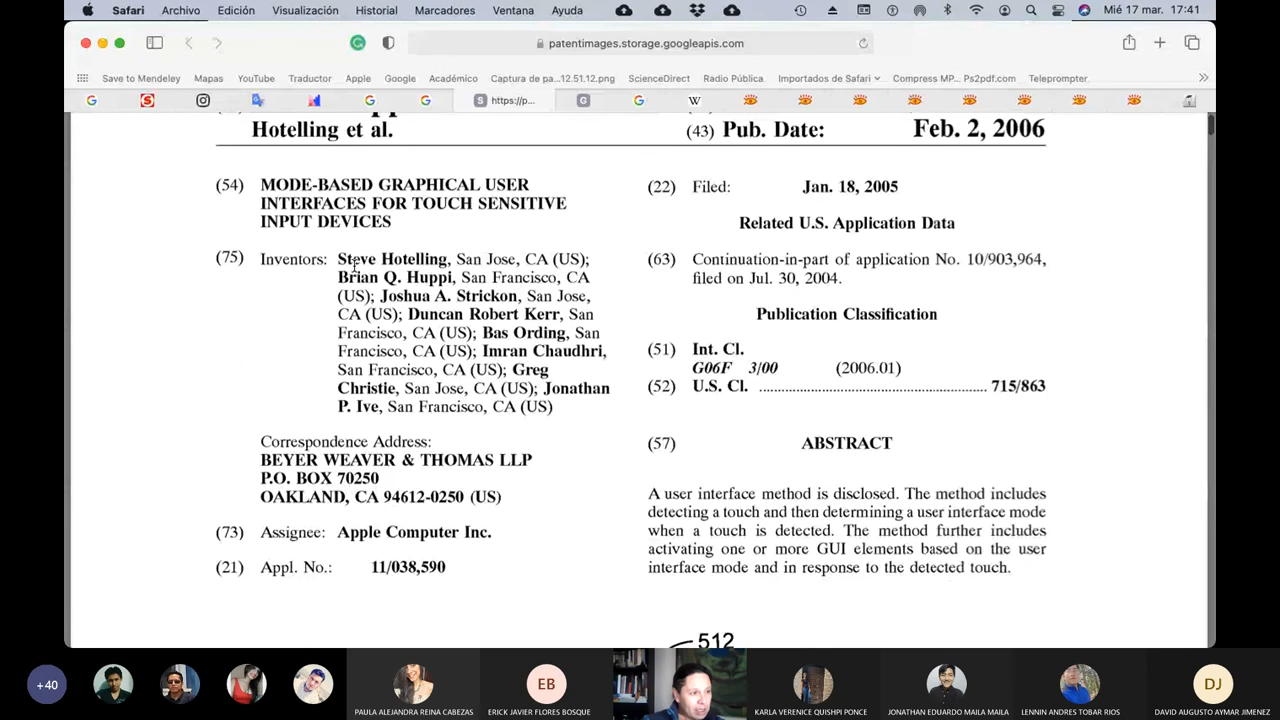 Safari Archivo Edición Visualización Historial Marcadores Ventana Ayuda Mié 17 mar. 17:41
patentimages.storage.googleapis.com
Save to Mendeley Mapas YouTube Traductor Apple Google Académico Captura de pa...12.51.12.png ScienceDirect Radio Pública Importados de Safari Compress MP... Ps2pdf.com Teleprompter
https://p...
Hotelling et al.
(43) Pub. Date: Feb. 2, 2006
(54) MODE-BASED GRAPHICAL USER
INTERFACES FOR TOUCH SENSITIVE
INPUT DEVICES
(75) Inventors: Steve Hotelling, San Jose, CA (US);
Brian Q. Huppi, San Francisco, CA
(US); Joshua A. Strickon, San Jose,
CA (US); Duncan Robert Kerr, San
Francisco, CA (US); Bas Ording, San
Francisco, CA (US); Imran Chaudhri,
San Francisco, CA (US); Greg
Christie, San Jose, CA (US); Jonathan
P. Ive, San Francisco, CA (US)
Correspondence Address:
BEYER WEAVER & THOMAS LLP
P.O. BOX 70250
OAKLAND, CA 94612-0250 (US)
(73) Assignee: Apple Computer Inc.
(21) Appl. No.: 11/038,590
(22) Filed: Jan. 18, 2005
Related U.S. Application Data
(63) Continuation-in-part of application No. 10/903,964,
filed on Jul. 30, 2004.
Publication Classification
(51) Int. Cl.
G06F 3/00 (2006.01)
(52) U.S. Cl. .............................................................. 715/863
(57) ABSTRACT
A user interface method is disclosed. The method includes
detecting a touch and then determining a user interface mode
when a touch is detected. The method further includes
activating one or more GUI elements based on the user
interface mode and in response to the detected touch.
512
+40
PAULA ALEJANDRA REINA CABEZAS
EB
ERICK JAVIER FLORES BOSQUE
KARLA VERENICE QUISHPI PONCE
JONATHAN EDUARDO MAILA MAILA
LENNIN ANDRES TOBAR RIOS
DJ
DAVID AUGUSTO AYMAR JIMENEZ